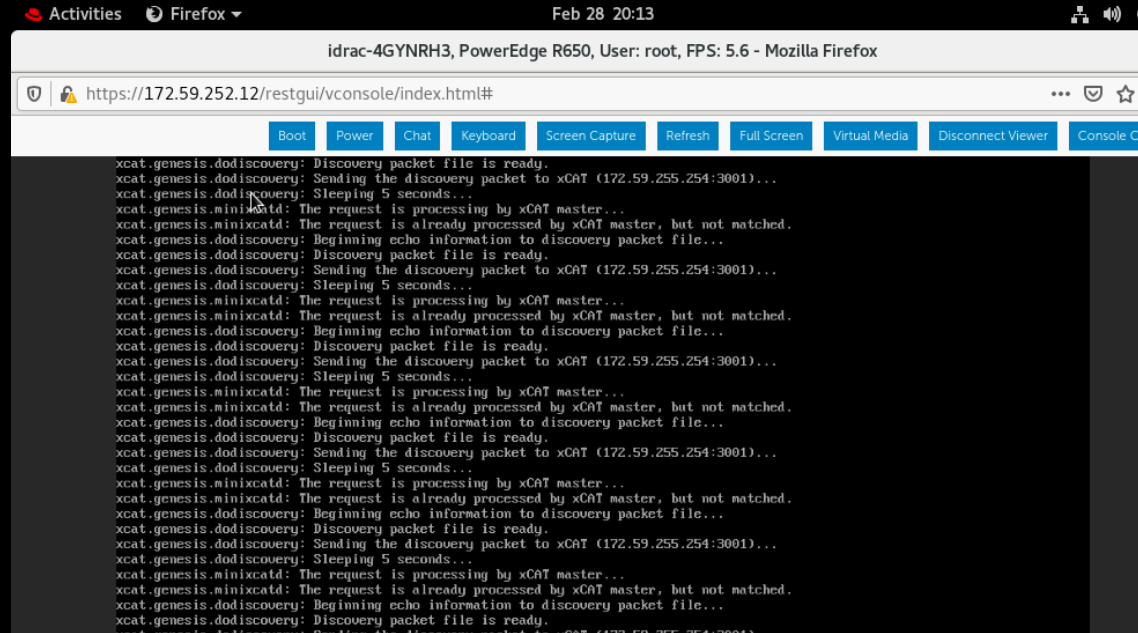 Activities Firefox Feb 28 20:13
idrac-4GYNRH3, PowerEdge R650, User: root, FPS: 5.6 - Mozilla Firefox
https://172.59.252.12/restgui/vconsole/index.html#
Boot Power Chat Keyboard Screen Capture Refresh Full Screen Virtual Media Disconnect Viewer Console C
xcat.genesis.dodiscovery: Discovery packet file is ready.
xcat.genesis.dodiscovery: Sending the discovery packet to xCAT (172.59.255.254:3001)...
xcat.genesis.dodiscovery: Sleeping 5 seconds...
xcat.genesis.minixcatd: The request is processing by xCAT master...
xcat.genesis.minixcatd: The request is already processed by xCAT master, but not matched.
xcat.genesis.dodiscovery: Beginning echo information to discovery packet file...
xcat.genesis.dodiscovery: Discovery packet file is ready.
xcat.genesis.dodiscovery: Sending the discovery packet to xCAT (172.59.255.254:3001)...
xcat.genesis.dodiscovery: Sleeping 5 seconds...
xcat.genesis.minixcatd: The request is processing by xCAT master...
xcat.genesis.minixcatd: The request is already processed by xCAT master, but not matched.
xcat.genesis.dodiscovery: Beginning echo information to discovery packet file...
xcat.genesis.dodiscovery: Discovery packet file is ready.
xcat.genesis.dodiscovery: Sending the discovery packet to xCAT (172.59.255.254:3001)...
xcat.genesis.dodiscovery: Sleeping 5 seconds...
xcat.genesis.minixcatd: The request is processing by xCAT master...
xcat.genesis.minixcatd: The request is already processed by xCAT master, but not matched.
xcat.genesis.dodiscovery: Beginning echo information to discovery packet file...
xcat.genesis.dodiscovery: Discovery packet file is ready.
xcat.genesis.dodiscovery: Sending the discovery packet to xCAT (172.59.255.254:3001)...
xcat.genesis.dodiscovery: Sleeping 5 seconds...
xcat.genesis.minixcatd: The request is processing by xCAT master...
xcat.genesis.minixcatd: The request is already processed by xCAT master, but not matched.
xcat.genesis.dodiscovery: Beginning echo information to discovery packet file...
xcat.genesis.dodiscovery: Discovery packet file is ready.
xcat.genesis.dodiscovery: Sending the discovery packet to xCAT (172.59.255.254:3001)...
xcat.genesis.dodiscovery: Sleeping 5 seconds...
xcat.genesis.minixcatd: The request is processing by xCAT master...
xcat.genesis.minixcatd: The request is already processed by xCAT master, but not matched.
xcat.genesis.dodiscovery: Beginning echo information to discovery packet file...
xcat.genesis.dodiscovery: Discovery packet file is ready.